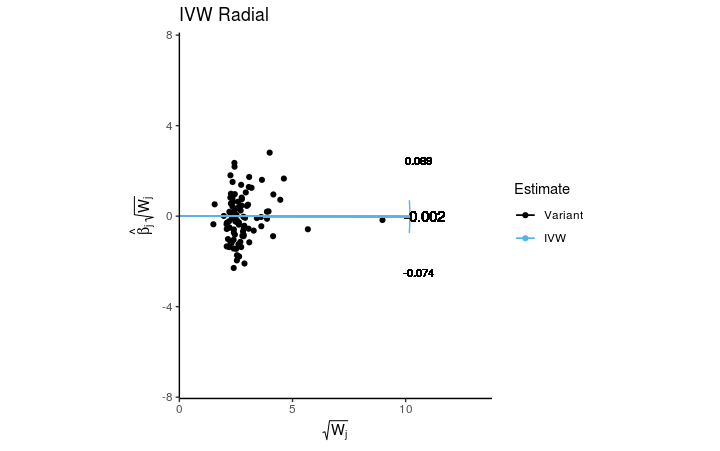 IVW Radial
8
4
0
-4
-8
β̂j√Wj
0.089
-0.002
-0.074
0
5
10
√Wj
Estimate
Variant
IVW